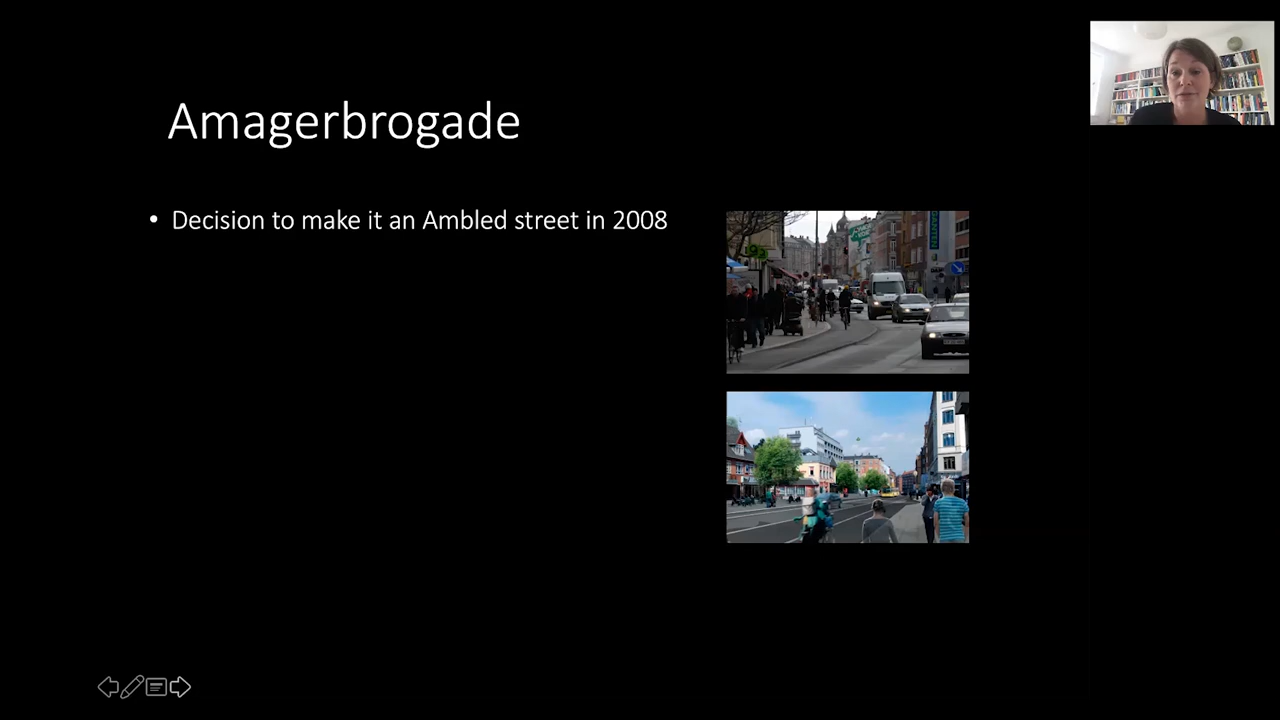 Amagerbrogade
• Decision to make it an Ambled street in 2008